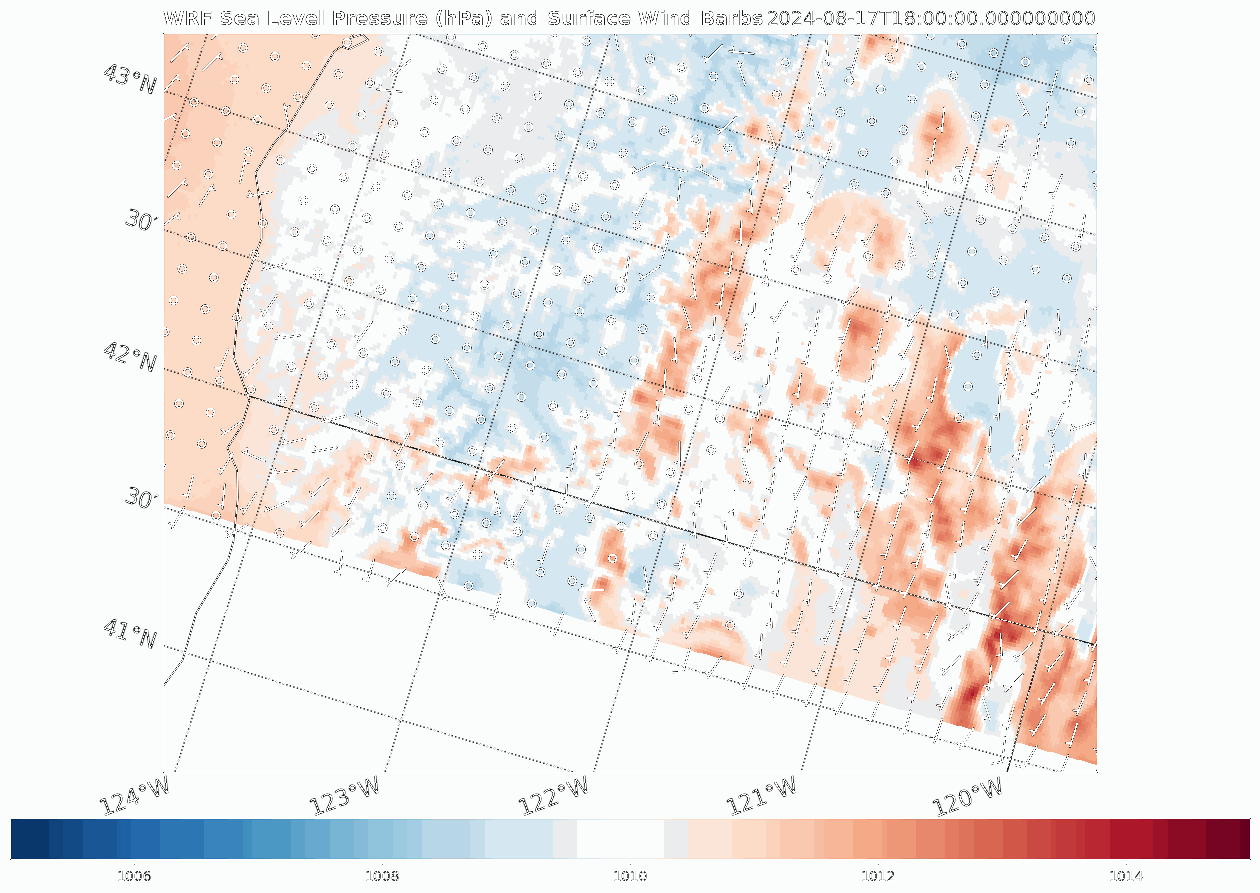 WRF Sea Level Pressure (hPa) and Surface Wind Barbs 2024-08-17T18:00:00.000000000
43°N
30′
42°N
30′
41°N
124°W 123°W 122°W 121°W 120°W
1006 1008 1010 1012 1014